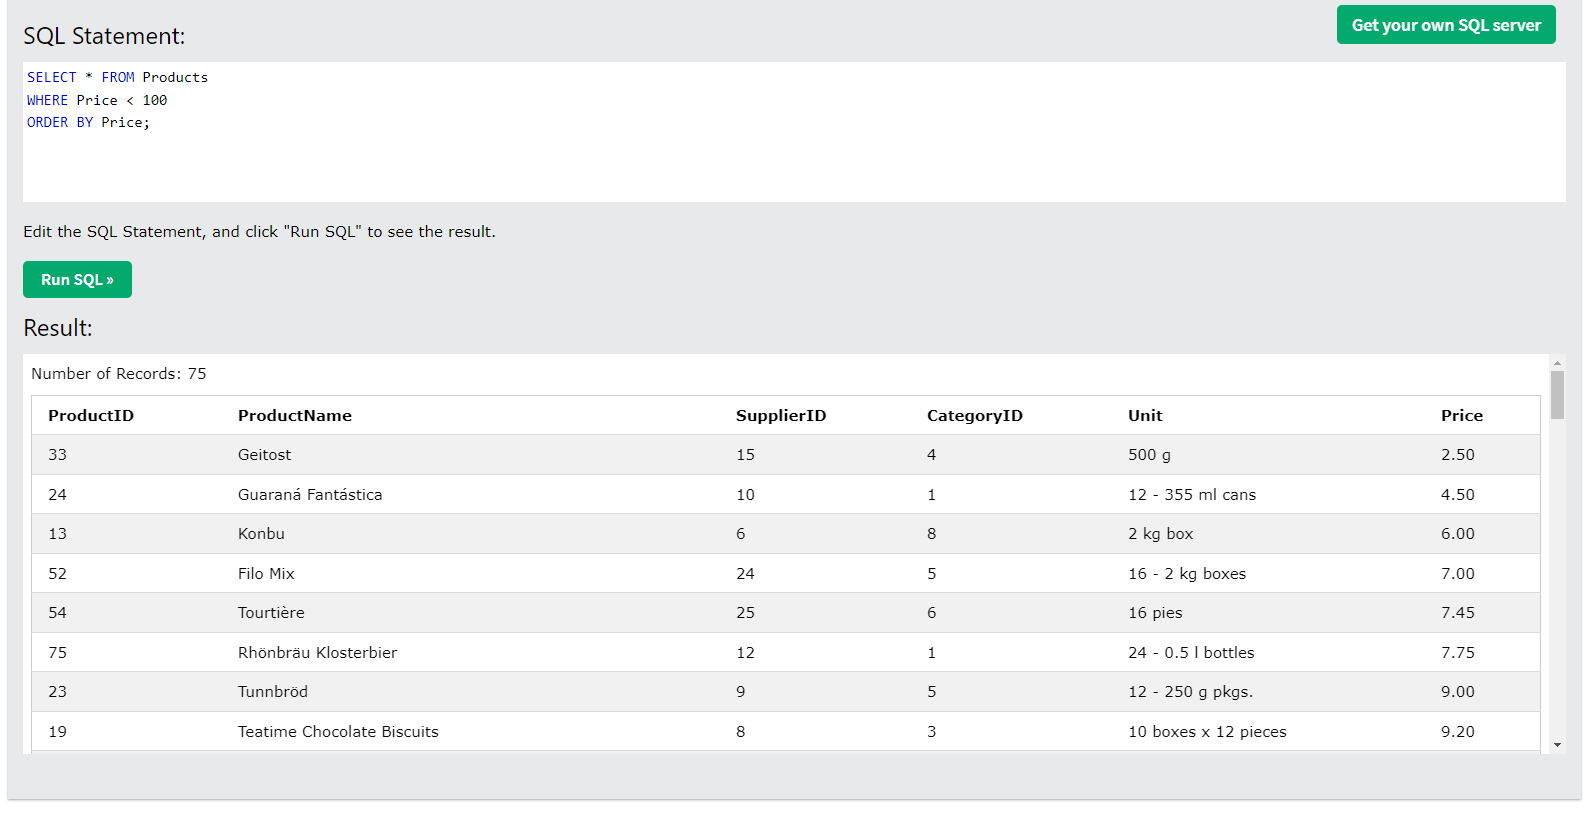 SQL Statement:
Get your own SQL server
SELECT * FROM Products
WHERE Price < 100
ORDER BY Price;
Edit the SQL Statement, and click "Run SQL" to see the result.
Run SQL »
Result:
Number of Records: 75
ProductID ProductName SupplierID CategoryID Unit Price
33 Geitost 15 4 500 g 2.50
24 Guaraná Fantástica 10 1 12 - 355 ml cans 4.50
13 Konbu 6 8 2 kg box 6.00
52 Filo Mix 24 5 16 - 2 kg boxes 7.00
54 Tourtière 25 6 16 pies 7.45
75 Rhönbräu Klosterbier 12 1 24 - 0.5 l bottles 7.75
23 Tunnbröd 9 5 12 - 250 g pkgs. 9.00
19 Teatime Chocolate Biscuits 8 3 10 boxes x 12 pieces 9.20